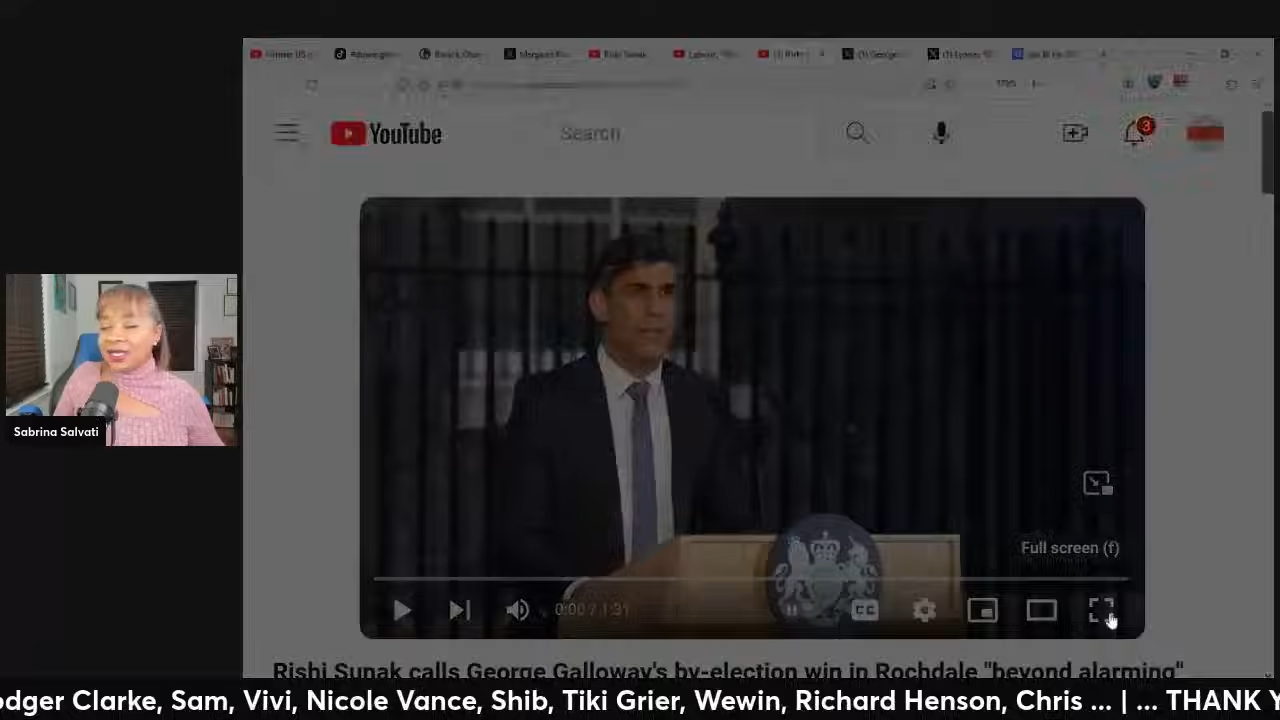 YouTube
Search
3
Full screen (f)
0:00 / 1:31
CC
Sabrina Salvati
Rishi Sunak calls George Galloway's by-election win in Rochdale "beyond alarming"
odger Clarke, Sam, Vivi, Nicole Vance, Shib, Tiki Grier, Wewin, Richard Henson, Chris ... | ... THANK Y